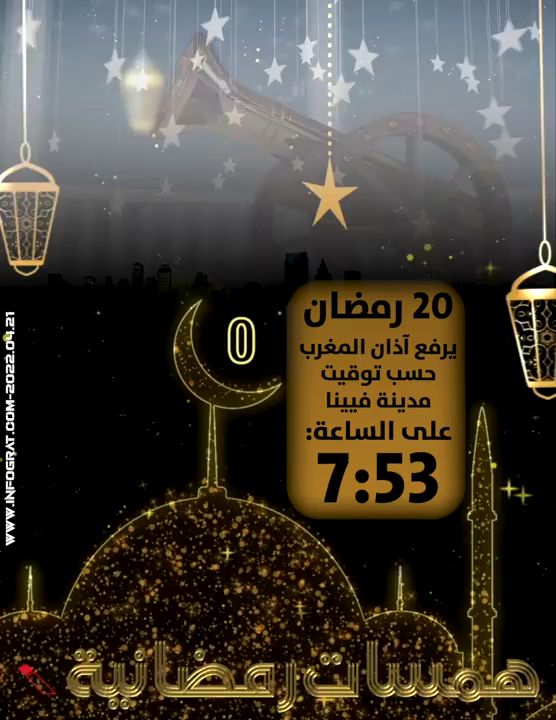 20 رمضان
يرفع آذان المغرب
حسب توقيت
مدينة فيينا
على الساعة:
7:53
0
WWW.INFOGRAT.COM-2022.04.21
همسات رمضانية